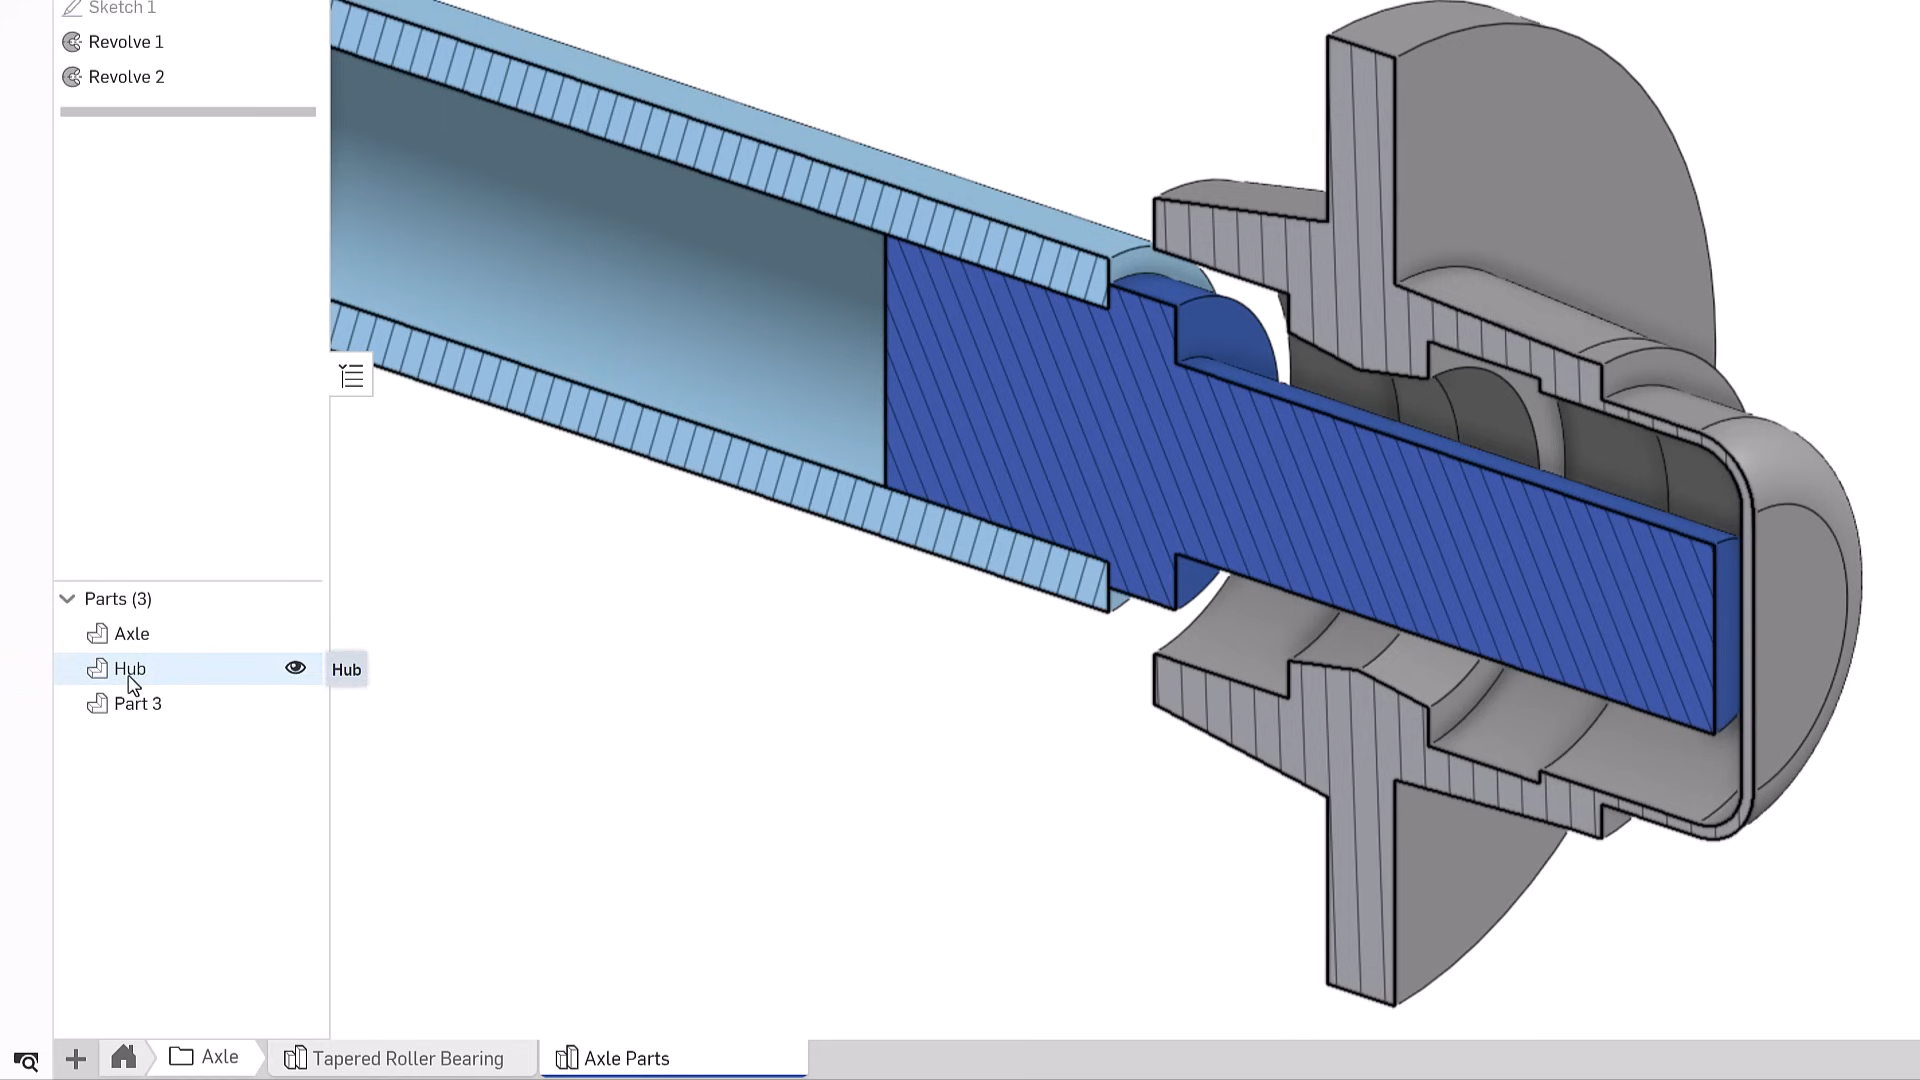 Sketch 1
Revolve 1
Revolve 2
Parts (3)
Axle
Hub
Hub
Part 3
Axle
Tapered Roller Bearing
Axle Parts